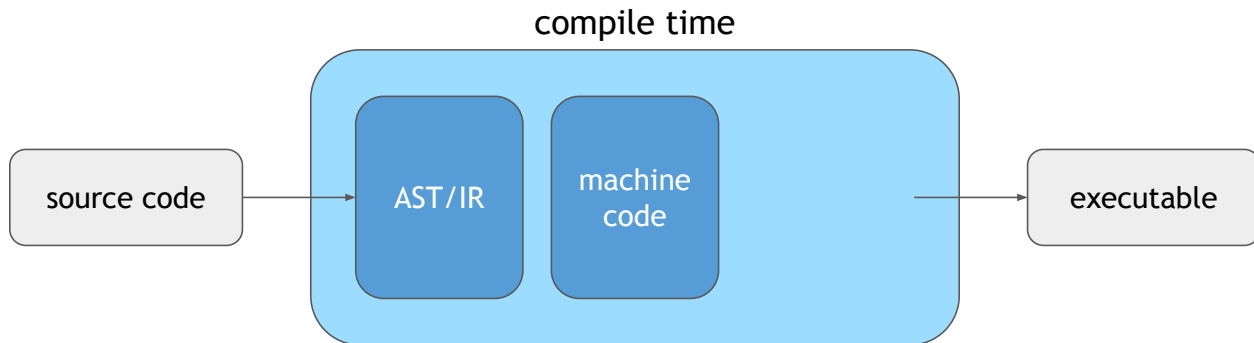 compile time
source code
AST/IR
machine
code
executable